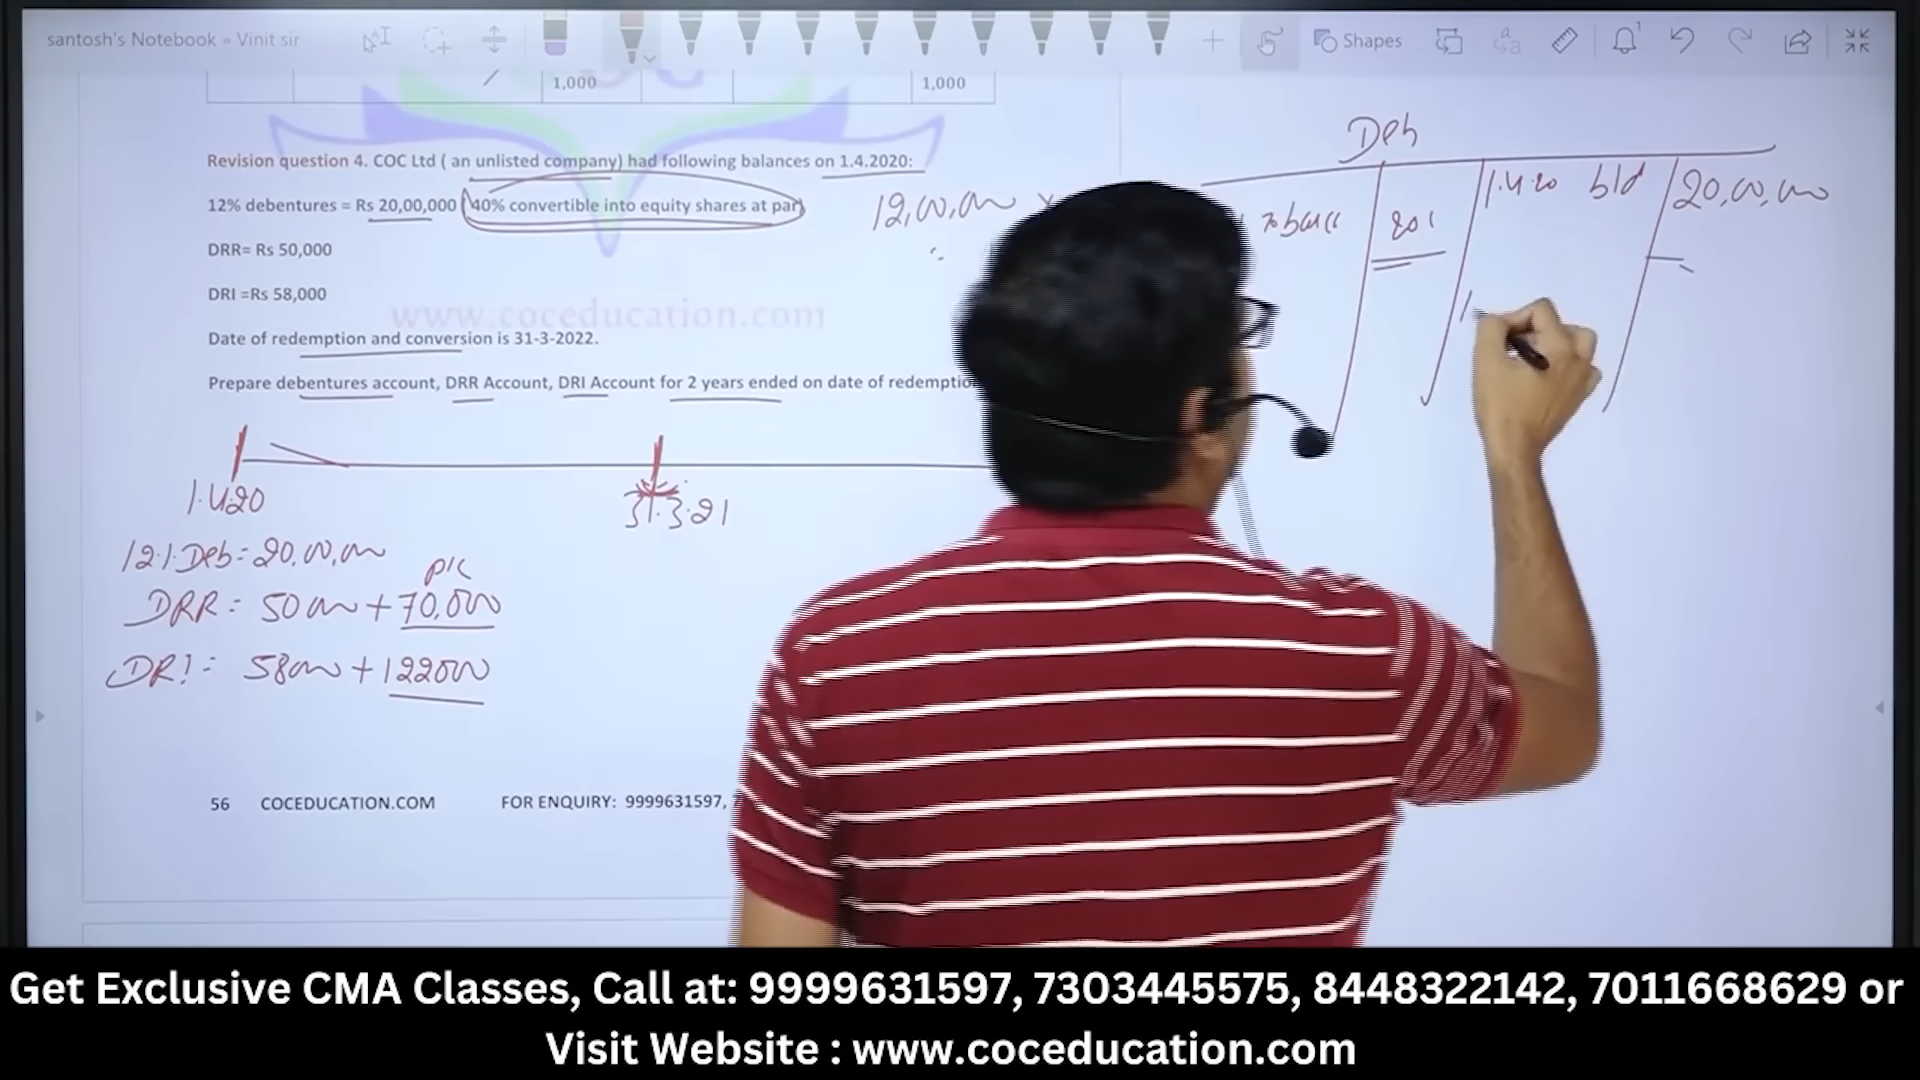 santosh's Notebook » Vinit sir
Shapes
1,000 1,000
Revision question 4. COC Ltd ( an unlisted company) had following balances on 1.4.2020:
12% debentures = Rs 20,00,000 (40% convertible into equity shares at par)
DRR= Rs 50,000
DRI =Rs 58,000
www.coceducation.com
Date of redemption and conversion is 31-3-2022.
Prepare debentures account, DRR Account, DRI Account for 2 years ended on date of redemptio
12,00,000
Deb
1.4.20 b/d 20,00,000
1.4.20
31.3.21
12% Deb = 20,00,000
DRR = 50000 + 70,000
DRI = 58000 + 122000
56 COCEDUCATION.COM FOR ENQUIRY: 9999631597,
Get Exclusive CMA Classes, Call at: 9999631597, 7303445575, 8448322142, 7011668629 or
Visit Website : www.coceducation.com